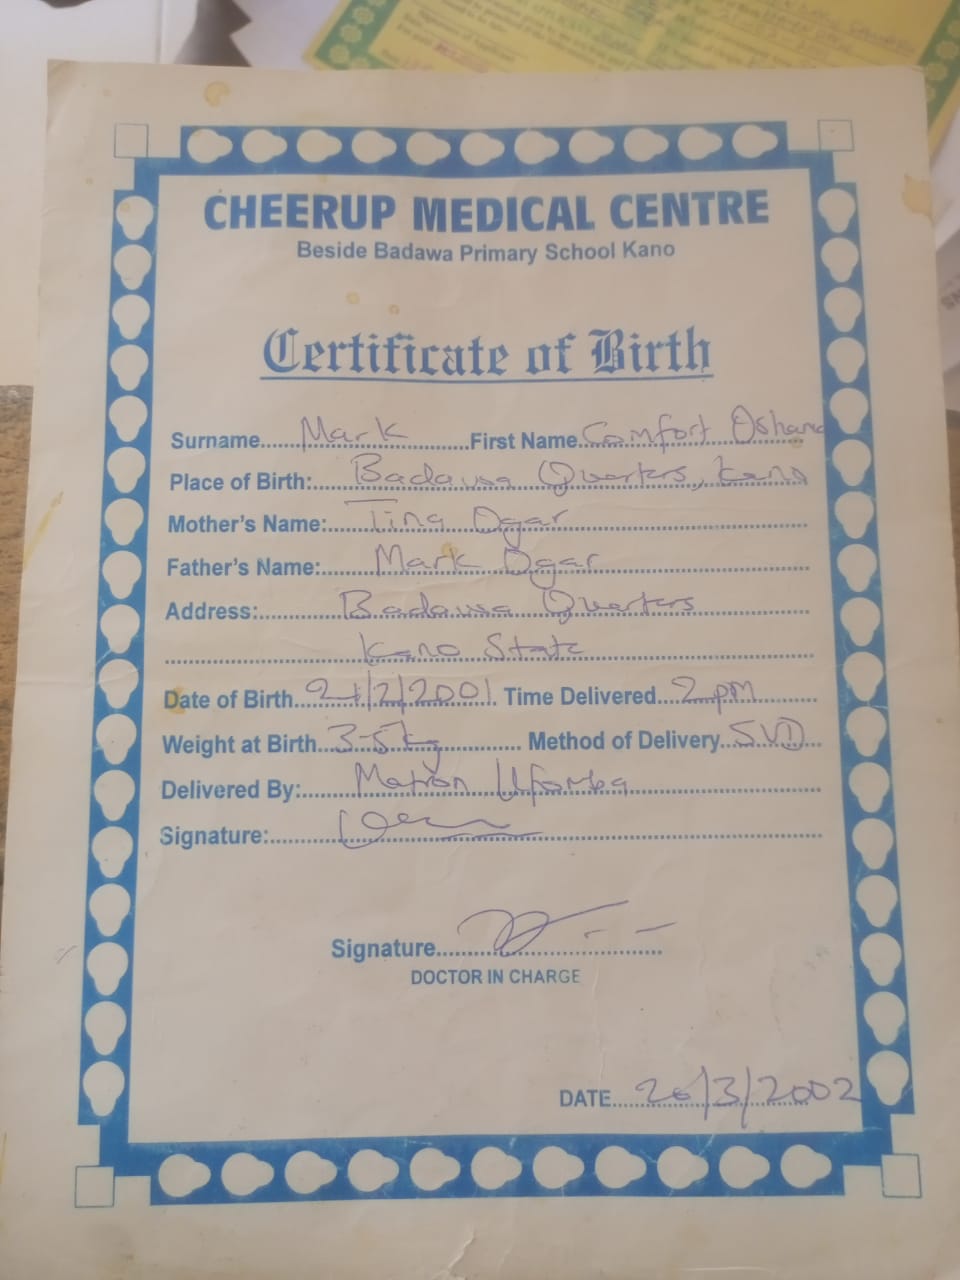 CHEERUP MEDICAL CENTRE
Beside Badawa Primary School Kano
Certificate of Birth
Surname Mark First Name Comfort Oshana
Place of Birth: Badawa Quarters, Kano
Mother's Name: Tina Ogar
Father's Name: Mark Ogar
Address: Badawa Quarters
Kano State
Date of Birth 21/2/2001. Time Delivered 2pm
Weight at Birth 3.5kg Method of Delivery SVD
Delivered By: Matron Ufomba
Signature:
Signature
DOCTOR IN CHARGE
DATE 26/3/2002